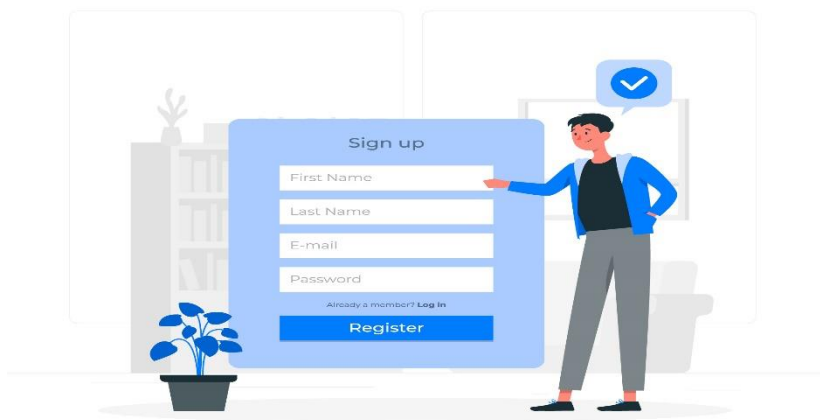 Sign up
First Name
Last Name
E-mail
Password
Already a member? Log in
Register